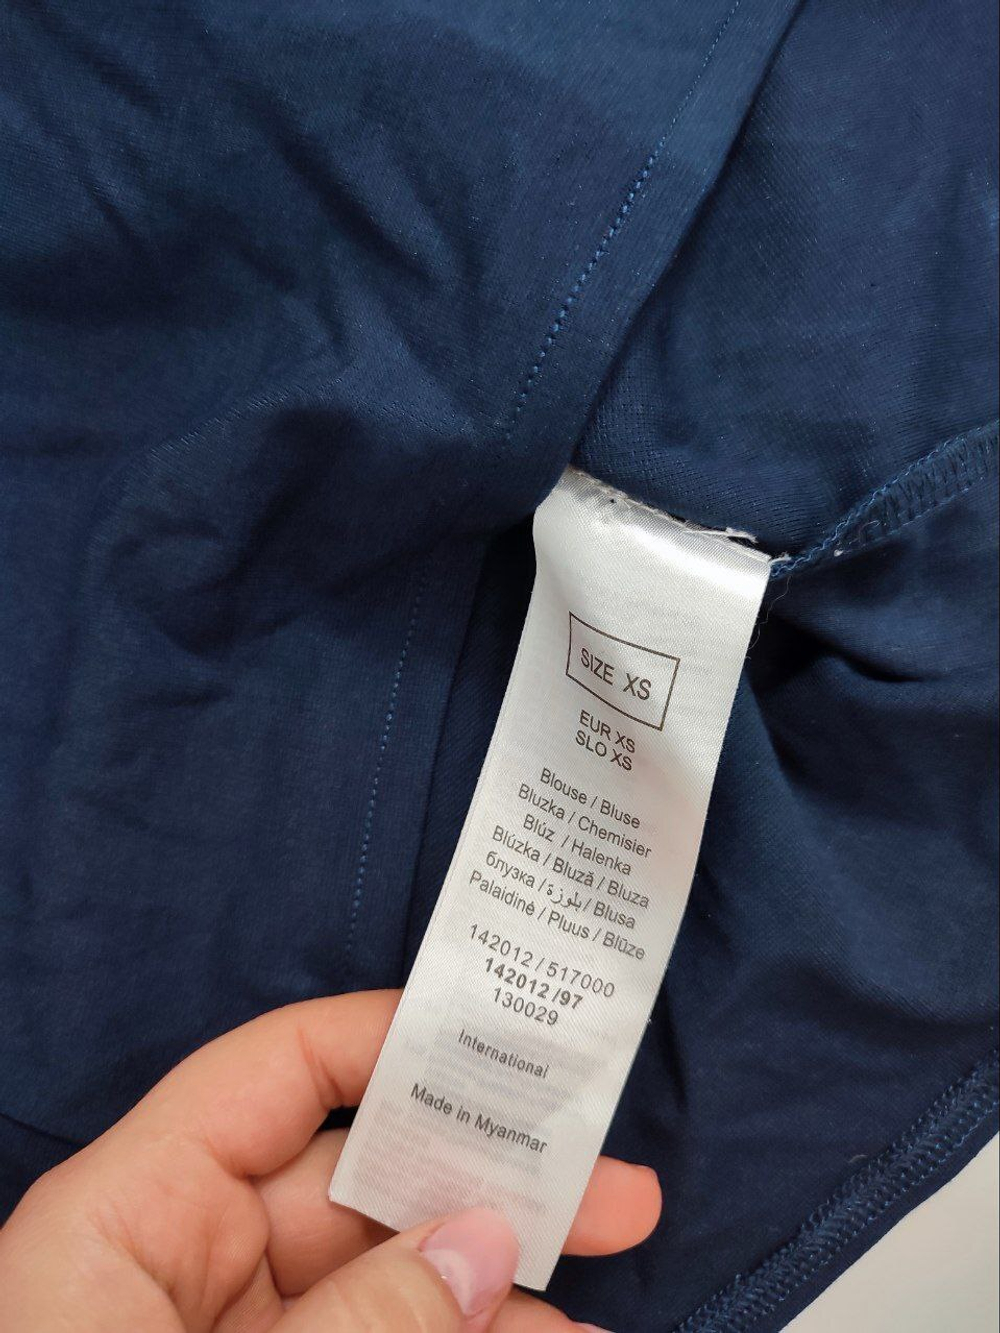 SIZE XS
EUR XS
SLO XS
Blouse / Bluse
Bluzka / Chemisier
Blúz / Halenka
Blúzka / Bluză / Bluza
блузка / بلوزة / Blusa
Palaidinė / Pluus / Blūze
142012 / 517000
142012 /97
130029
International
Made in Myanmar